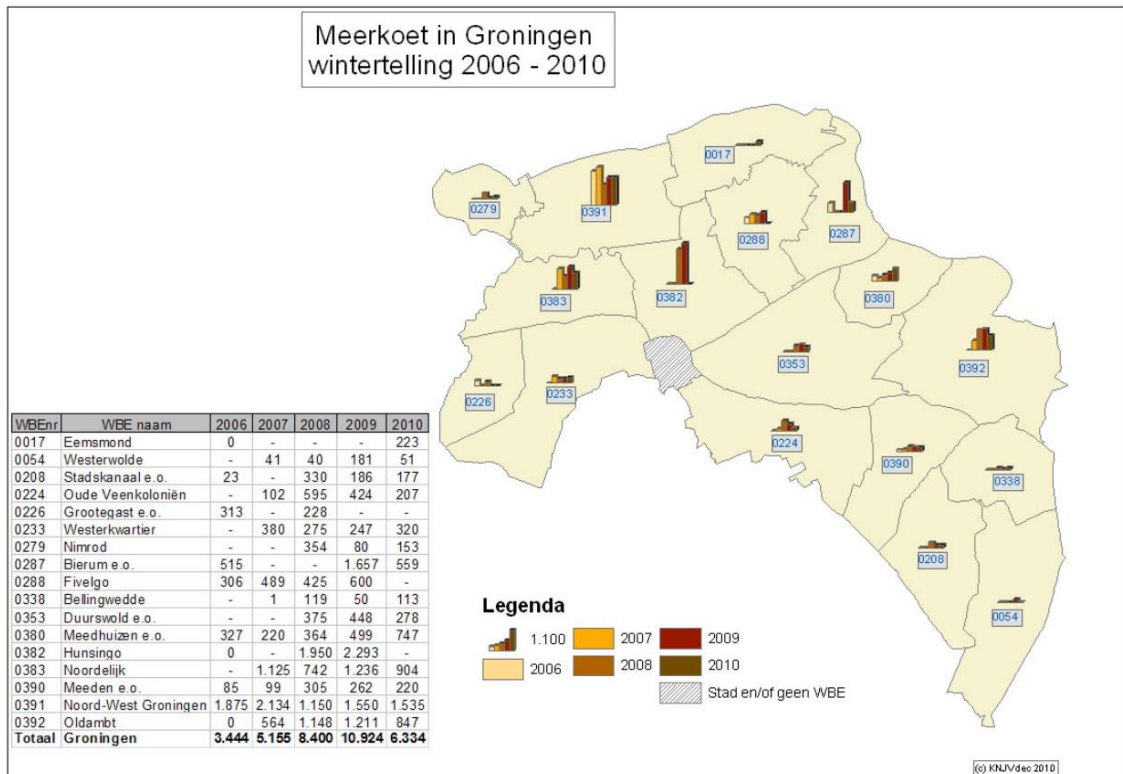 Meerkoet in Groningen
wintertelling 2006 - 2010
0017
0279
0391
0288
0287
0383
0382
0380
0353
0392
0226
0233
0224
0390
0338
0208
0054
WBEnr WBE naam 2006 2007 2008 2009 2010
0017 Eemsmond 0 - - - 223
0054 Westerwolde - 41 40 181 51
0208 Stadskanaal e.o. 23 - 330 186 177
0224 Oude Veenkoloniën - 102 595 424 207
0226 Grootegast e.o. 313 - 228 - -
0233 Westerkwartier - 380 275 247 320
0279 Nimrod - - 354 80 153
0287 Bierum e.o. 515 - - 1.657 559
0288 Fivelgo 306 489 425 600 -
0338 Bellingwedde - 1 119 50 113
0353 Duurswold e.o. - - 375 448 278
0380 Meedhuizen e.o. 327 220 364 499 747
0382 Hunsingo 0 - 1.950 2.293 -
0383 Noordelijk - 1.125 742 1.236 904
0390 Meeden e.o. 85 99 305 262 220
0391 Noord-West Groningen 1.875 2.134 1.150 1.550 1.535
0392 Oldambt 0 564 1.148 1.211 847
Totaal Groningen 3.444 5.155 8.400 10.924 6.334
Legenda
1.100 2007 2009
2006 2008 2010
Stad en/of geen WBE
(c) KNJV/dec 2010